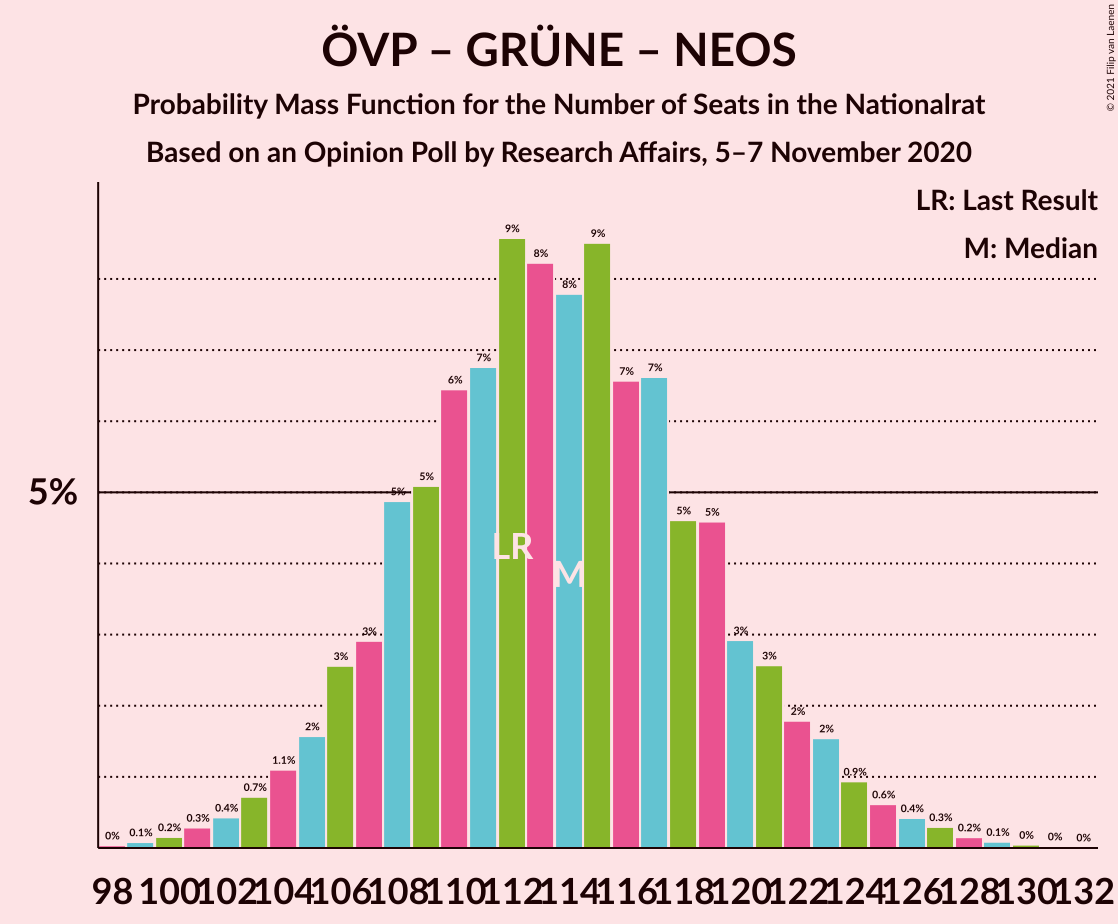 ÖVP – GRÜNE – NEOS
Probability Mass Function for the Number of Seats in the Nationalrat
Based on an Opinion Poll by Research Affairs, 5–7 November 2020
© 2021 Filip van Laenen
LR: Last Result
M: Median
5%
0% 0.1% 0.2% 0.3% 0.4% 0.7% 1.1% 2% 3% 3% 5% 5% 6% 7% 9% 8% 8% 9% 7% 7% 5% 5% 3% 3% 2% 2% 0.9% 0.6% 0.4% 0.3% 0.2% 0.1% 0% 0% 0%
LR
M
98 100 102 104 106 108 110 112 114 116 118 120 122 124 126 128 130 132